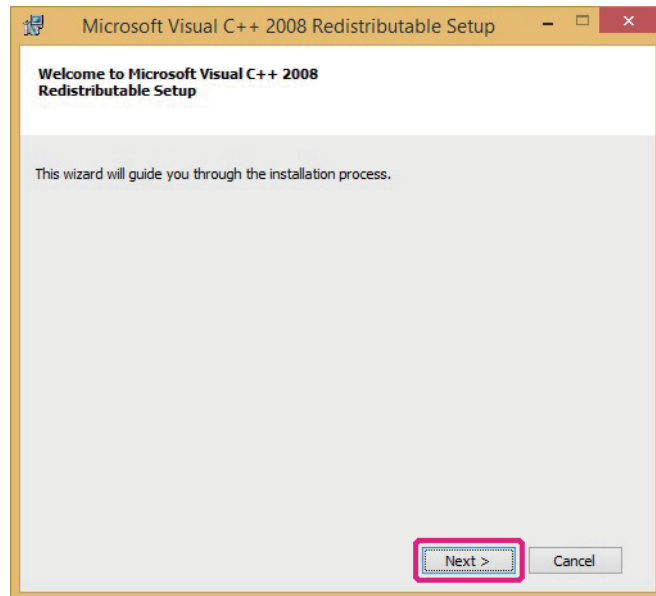 Microsoft Visual C++ 2008 Redistributable Setup
Welcome to Microsoft Visual C++ 2008
Redistributable Setup
This wizard will guide you through the installation process.
Next >
Cancel